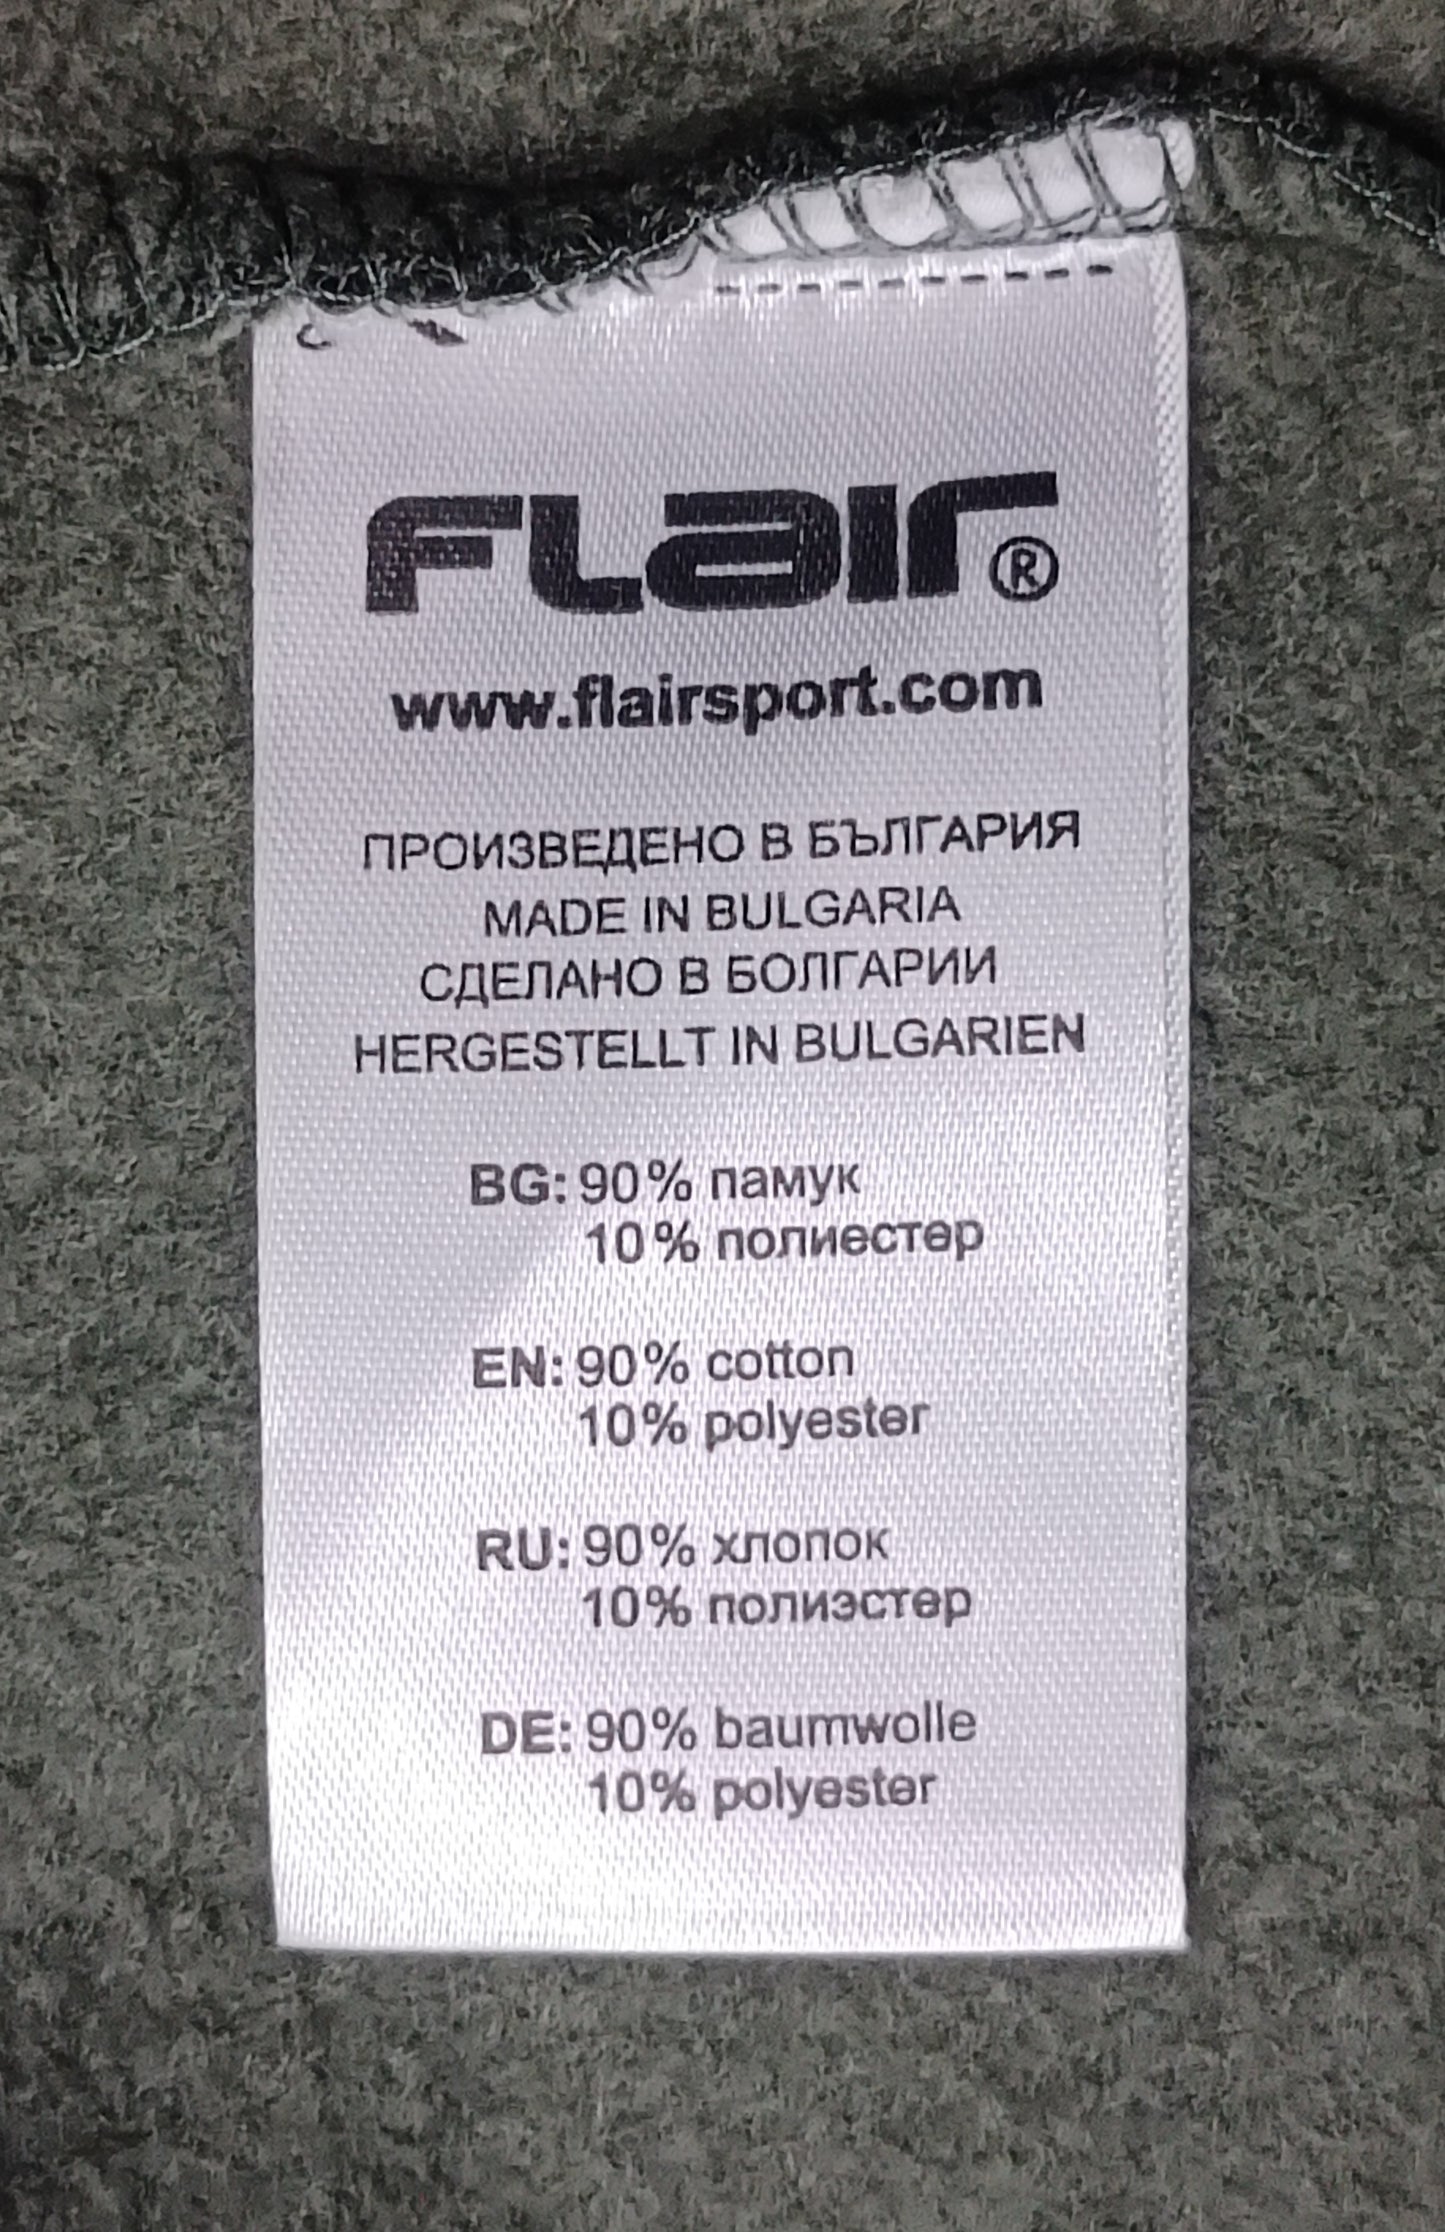 FLair®
www.flairsport.com
ПРОИЗВЕДЕНО В БЪЛГАРИЯ
MADE IN BULGARIA
СДЕЛАНО В БОЛГАРИИ
HERGESTELLT IN BULGARIEN
BG: 90% памук
10% полиестер
EN: 90% cotton
10% polyester
RU: 90% хлопок
10% полиэстер
DE: 90% baumwolle
10% polyester